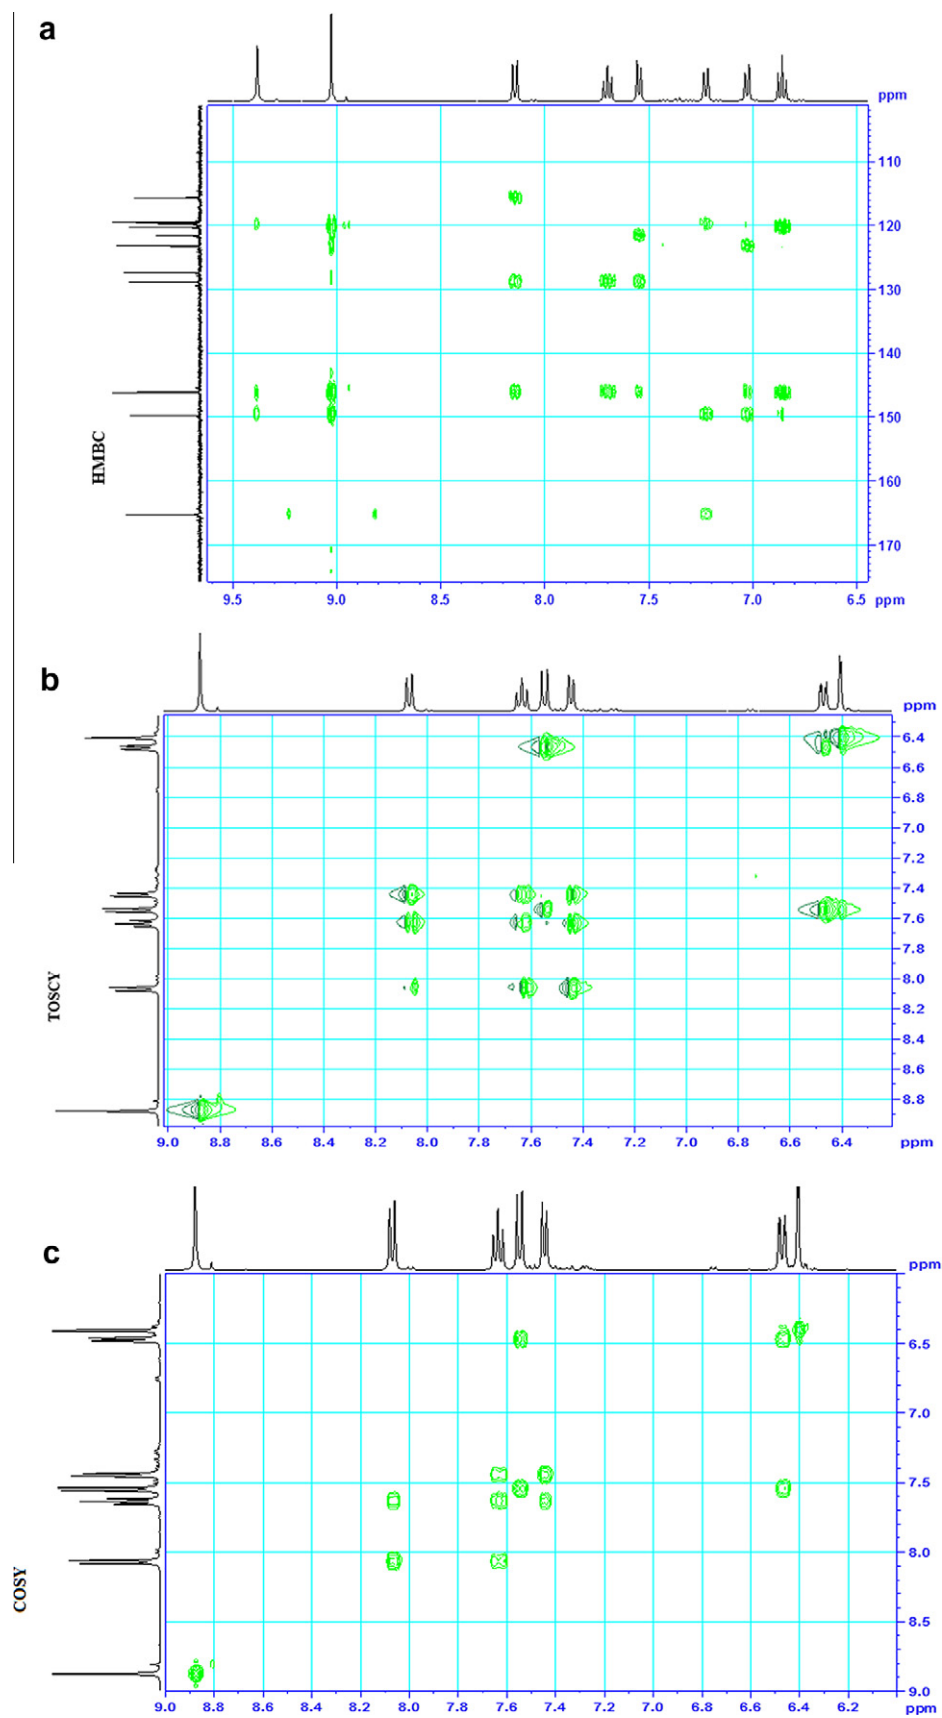 a
ppm
110
120
130
140
150
160
170
HMBC
9.5 9.0 8.5 8.0 7.5 7.0 6.5 ppm
b
ppm
6.4
6.6
6.8
7.0
7.2
7.4
7.6
7.8
8.0
8.2
8.4
8.6
8.8
TOSCY
9.0 8.8 8.6 8.4 8.2 8.0 7.8 7.6 7.4 7.2 7.0 6.8 6.6 6.4 ppm
c
ppm
6.5
7.0
7.5
8.0
8.5
9.0
COSY
9.0 8.8 8.6 8.4 8.2 8.0 7.8 7.6 7.4 7.2 7.0 6.8 6.6 6.4 6.2 ppm